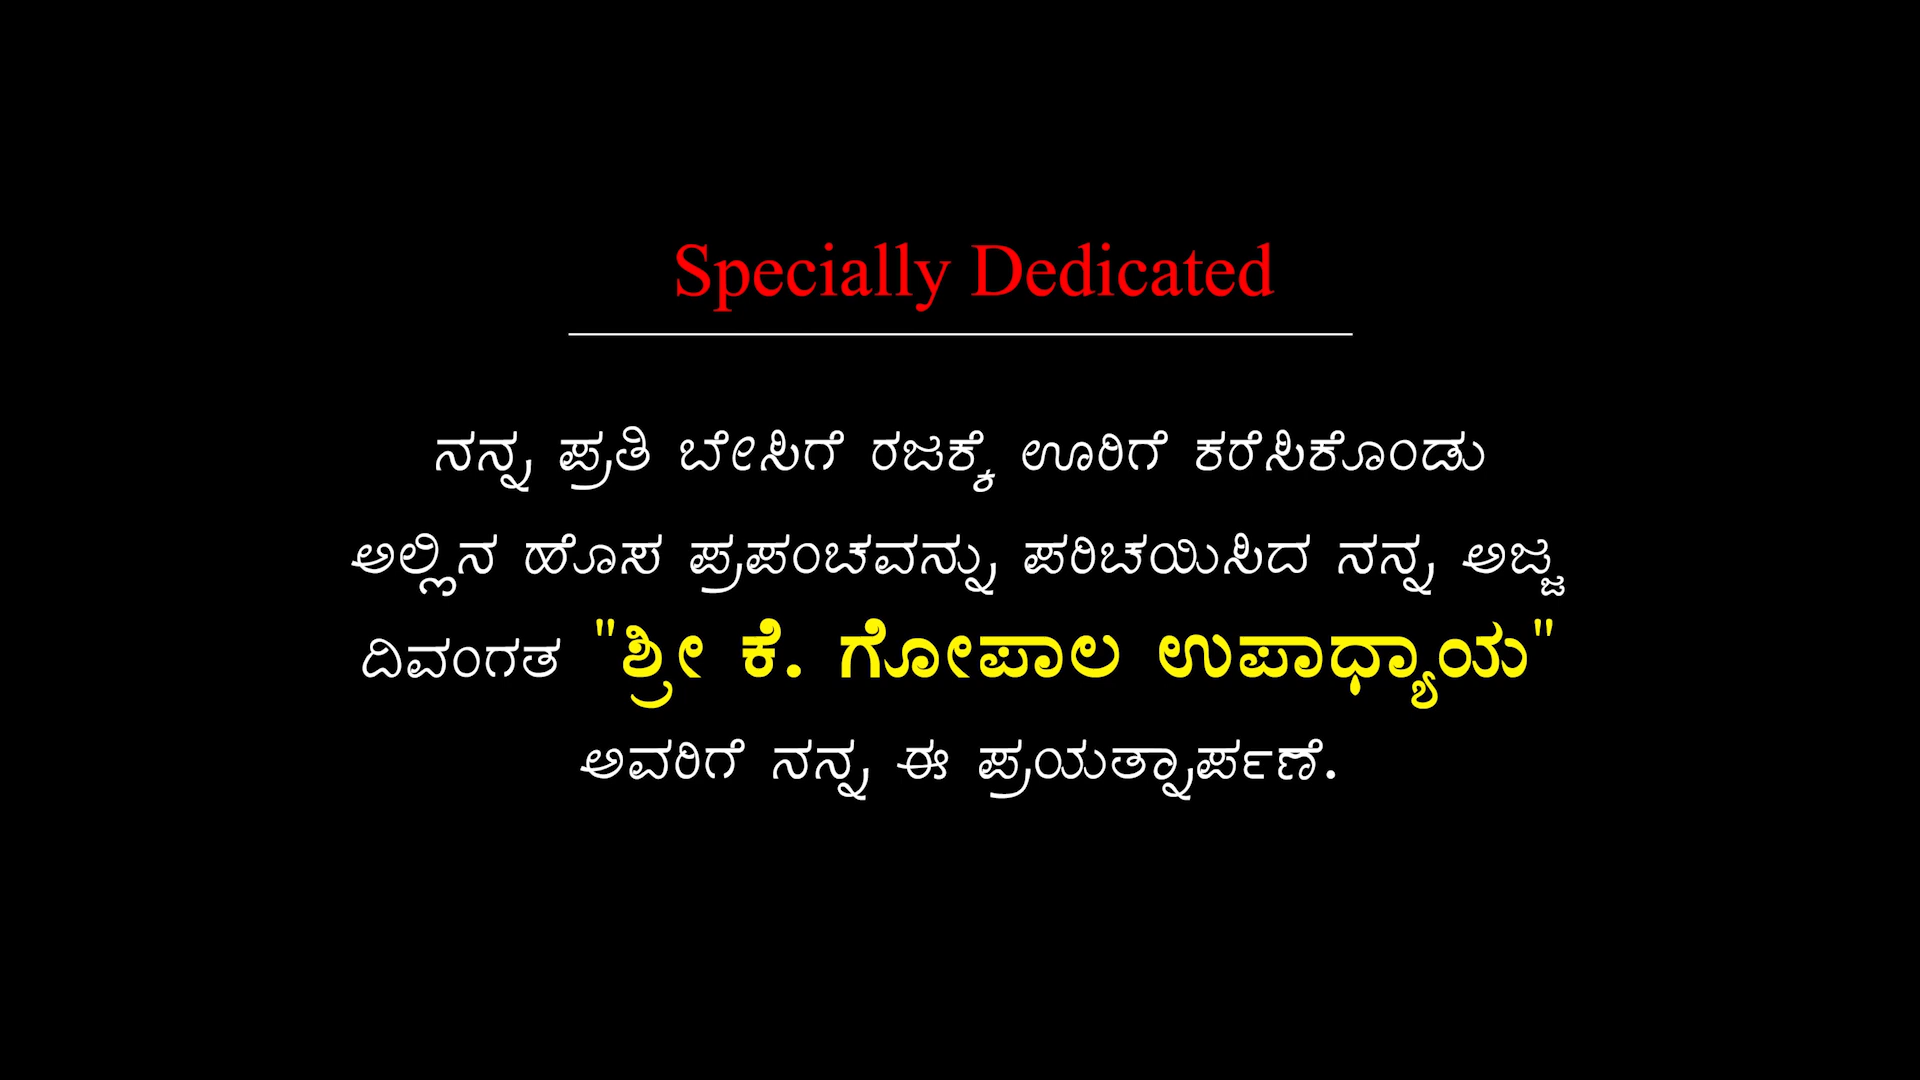 Specially Dedicated
ನನ್ನ ಪ್ರತಿ ಬೇಸಿಗೆ ರಜಕ್ಕೆ ಊರಿಗೆ ಕರೆಸಿಕೊಂಡು
ಅಲ್ಲಿನ ಹೊಸ ಪ್ರಪಂಚವನ್ನು ಪರಿಚಯಿಸಿದ ನನ್ನ ಅಜ್ಜ
ದಿವಂಗತ "ಶ್ರೀ ಕೆ. ಗೋಪಾಲ ಉಪಾಧ್ಯಾಯ"
ಅವರಿಗೆ ನನ್ನ ಈ ಪ್ರಯತ್ನಾರ್ಪಣೆ.